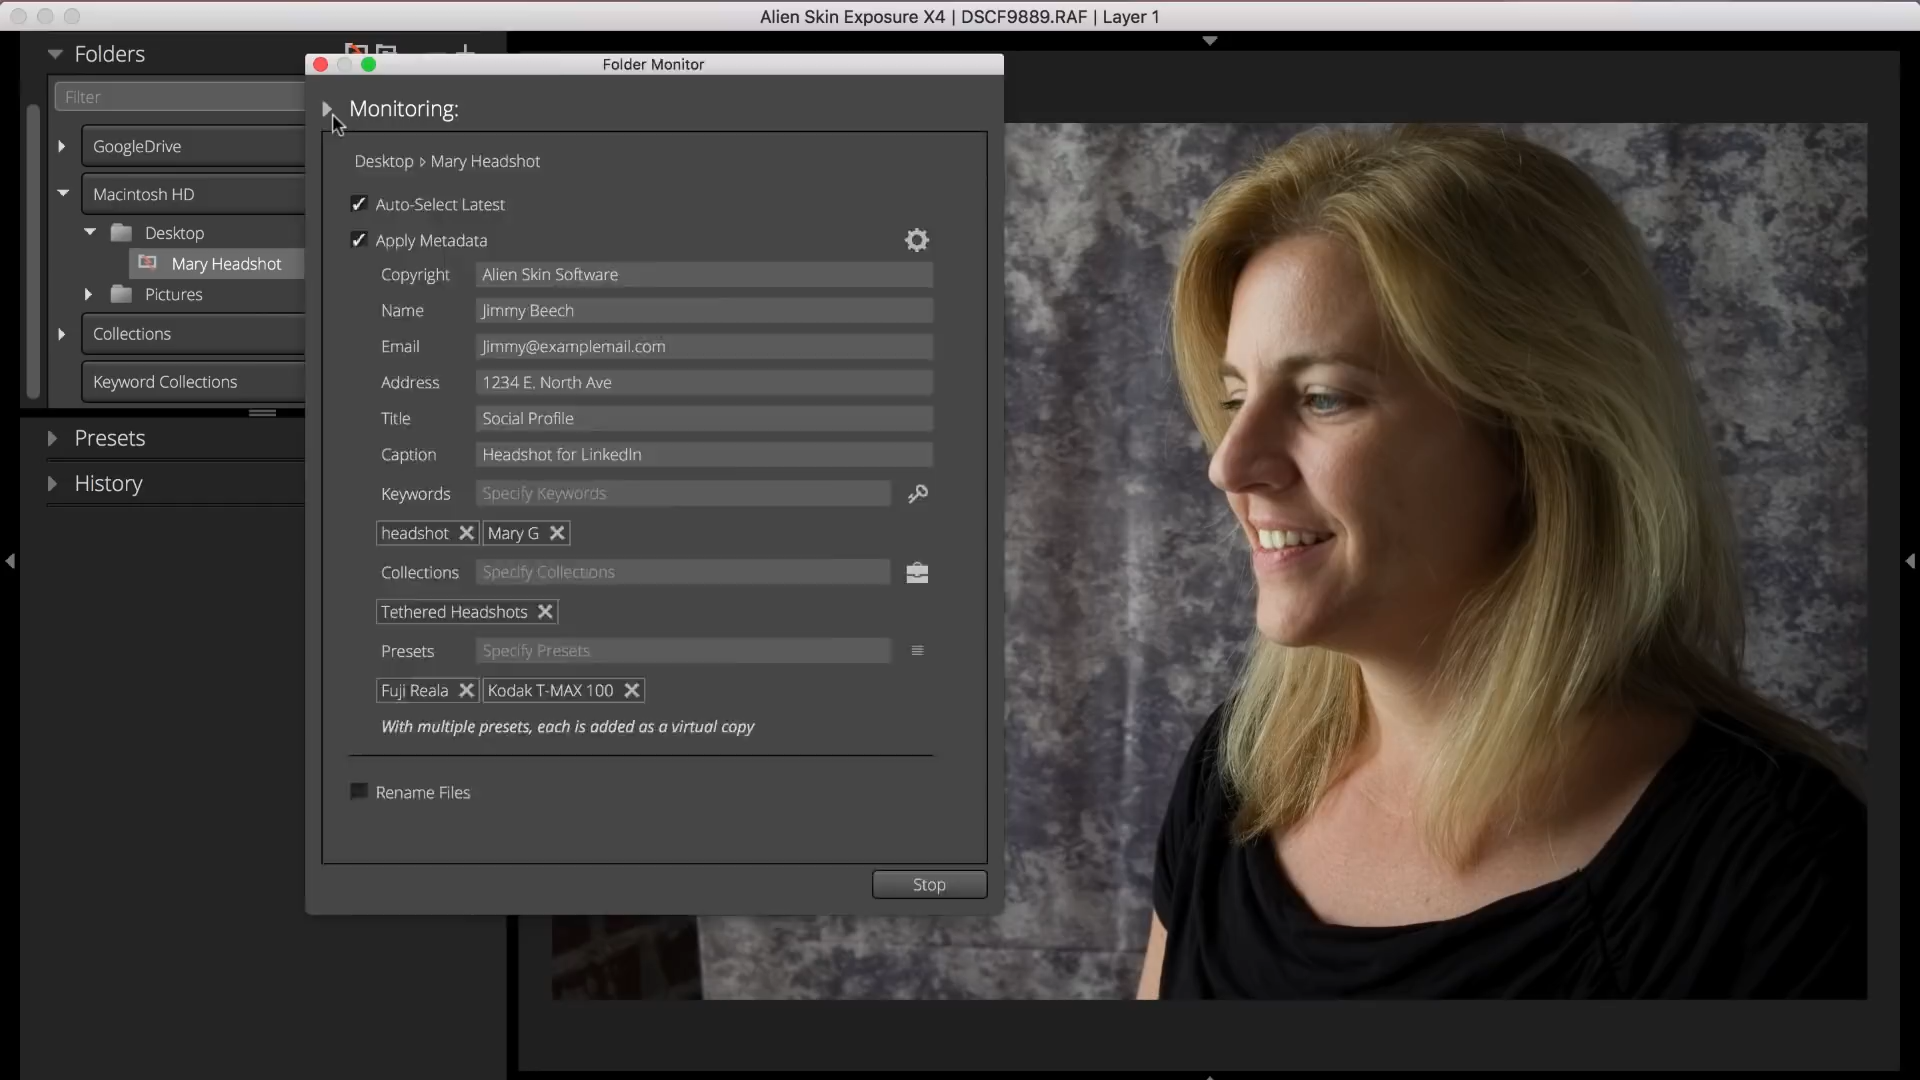 Alien Skin Exposure X4 | DSCF9889.RAF | Layer 1
Folders
Filter
GoogleDrive
Macintosh HD
Desktop
Mary Headshot
Pictures
Collections
Keyword Collections
Presets
History
Folder Monitor
Monitoring:
Desktop › Mary Headshot
Auto-Select Latest
Apply Metadata
Copyright Alien Skin Software
Name Jimmy Beech
Email Jimmy@examplemail.com
Address 1234 E. North Ave
Title Social Profile
Caption Headshot for LinkedIn
Keywords Specify Keywords
headshot Mary G
Collections Specify Collections
Tethered Headshots
Presets Specify Presets
Fuji Reala Kodak T-MAX 100
With multiple presets, each is added as a virtual copy
Rename Files
Stop